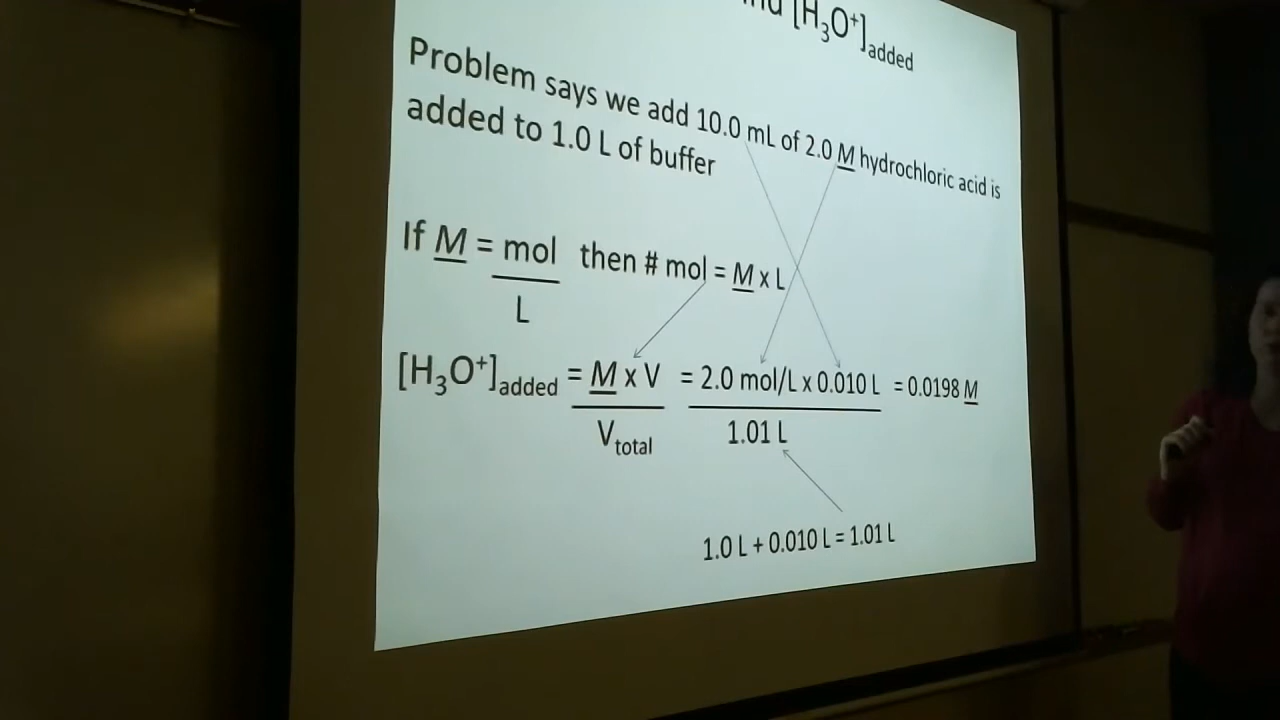 [H₃O⁺]added
Problem says we add 10.0 mL of 2.0 M hydrochloric acid is
added to 1.0 L of buffer
If M = mol then # mol = M x L
L
[H₃O⁺]added = M x V = 2.0 mol/L x 0.010 L = 0.0198 M
Vtotal 1.01 L
1.0 L + 0.010 L = 1.01 L